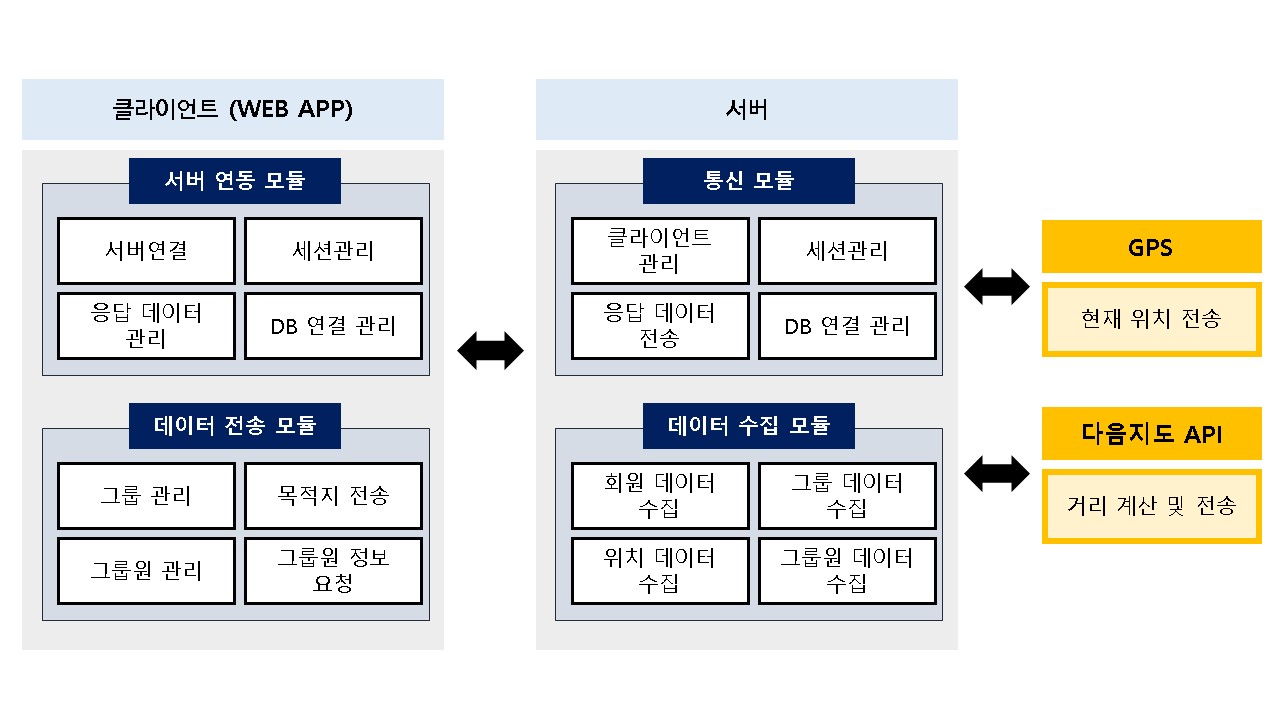 클라이언트 (WEB APP)
서버 연동 모듈
서버연결
세션관리
응답 데이터
관리
DB 연결 관리
데이터 전송 모듈
그룹 관리
목적지 전송
그룹원 관리
그룹원 정보
요청
서버
통신 모듈
클라이언트
관리
세션관리
응답 데이터
전송
DB 연결 관리
데이터 수집 모듈
회원 데이터
수집
그룹 데이터
수집
위치 데이터
수집
그룹원 데이터
수집
GPS
현재 위치 전송
다음지도 API
거리 계산 및 전송